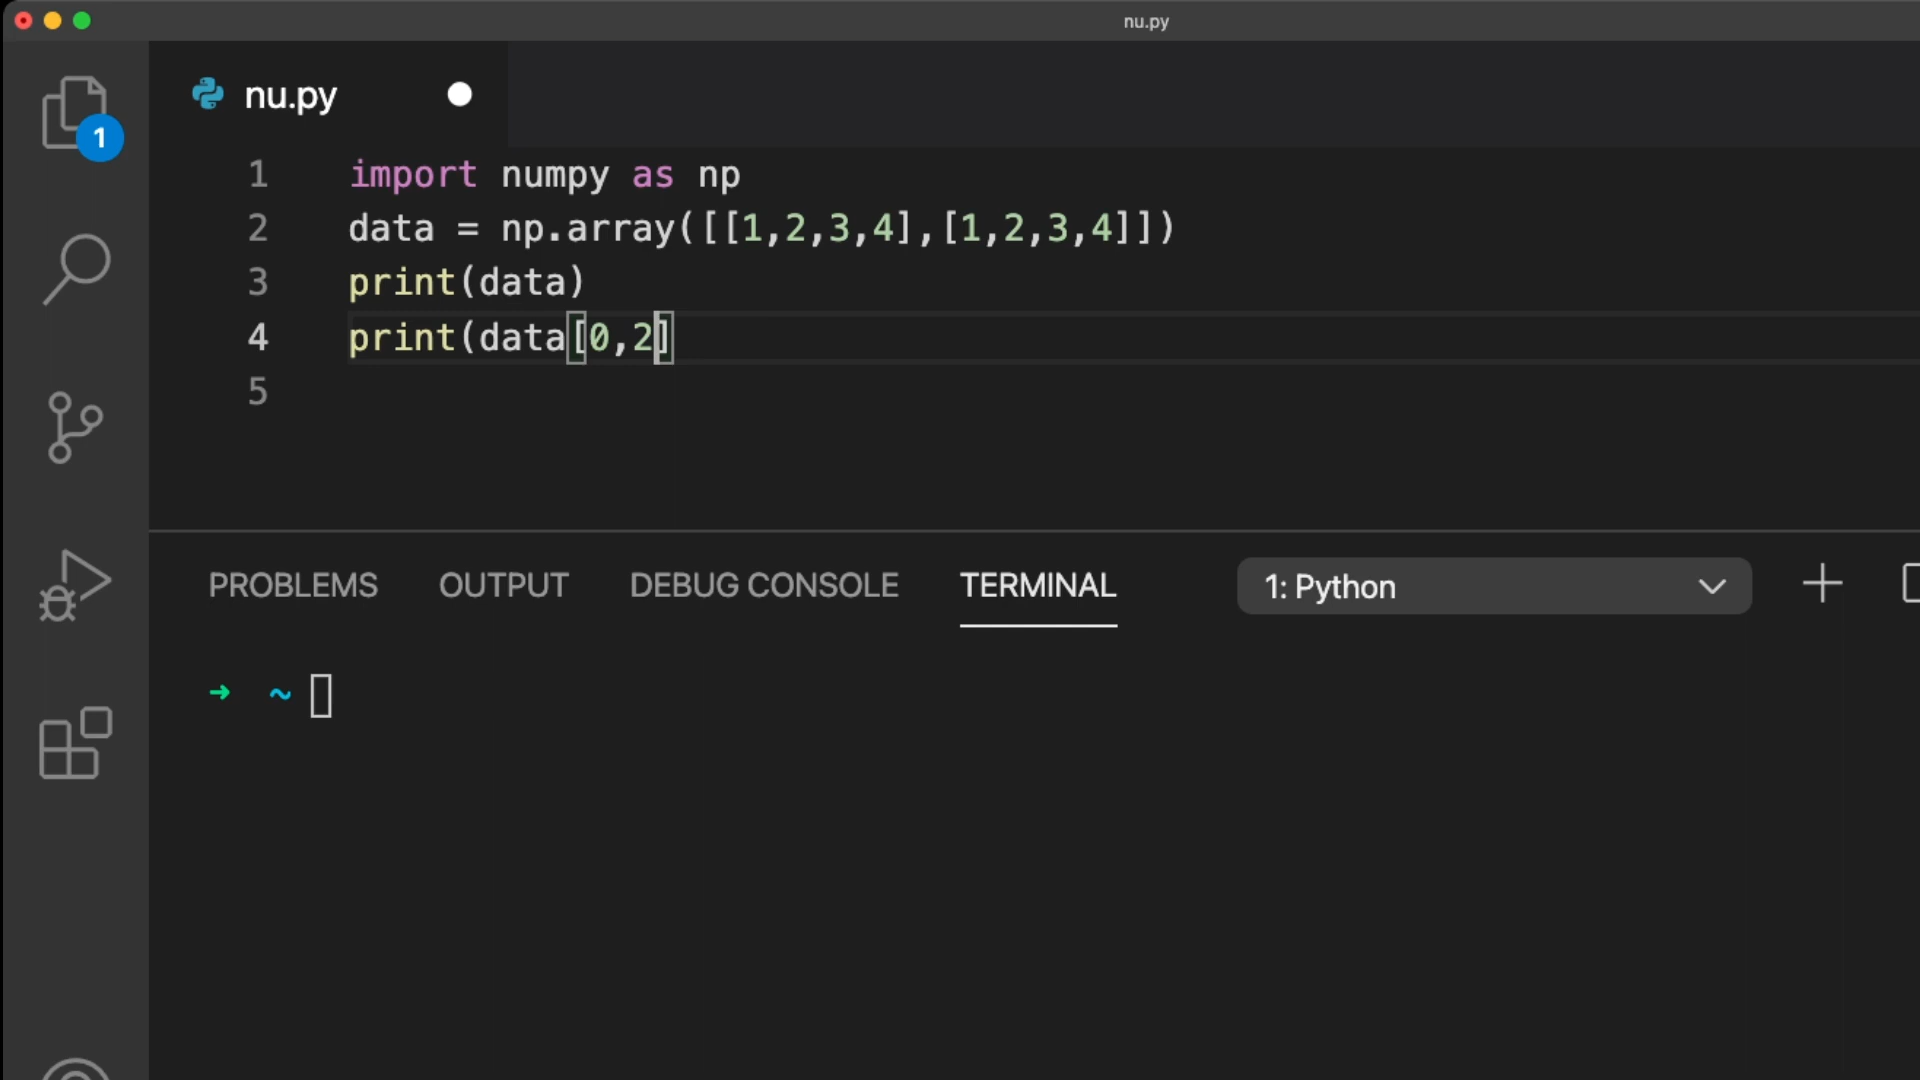 nu.py
nu.py
1
1 import numpy as np
2 data = np.array([[1,2,3,4],[1,2,3,4]])
3 print(data)
4 print(data[0,2]
5
PROBLEMS OUTPUT DEBUG CONSOLE TERMINAL 1: Python
➜ ~